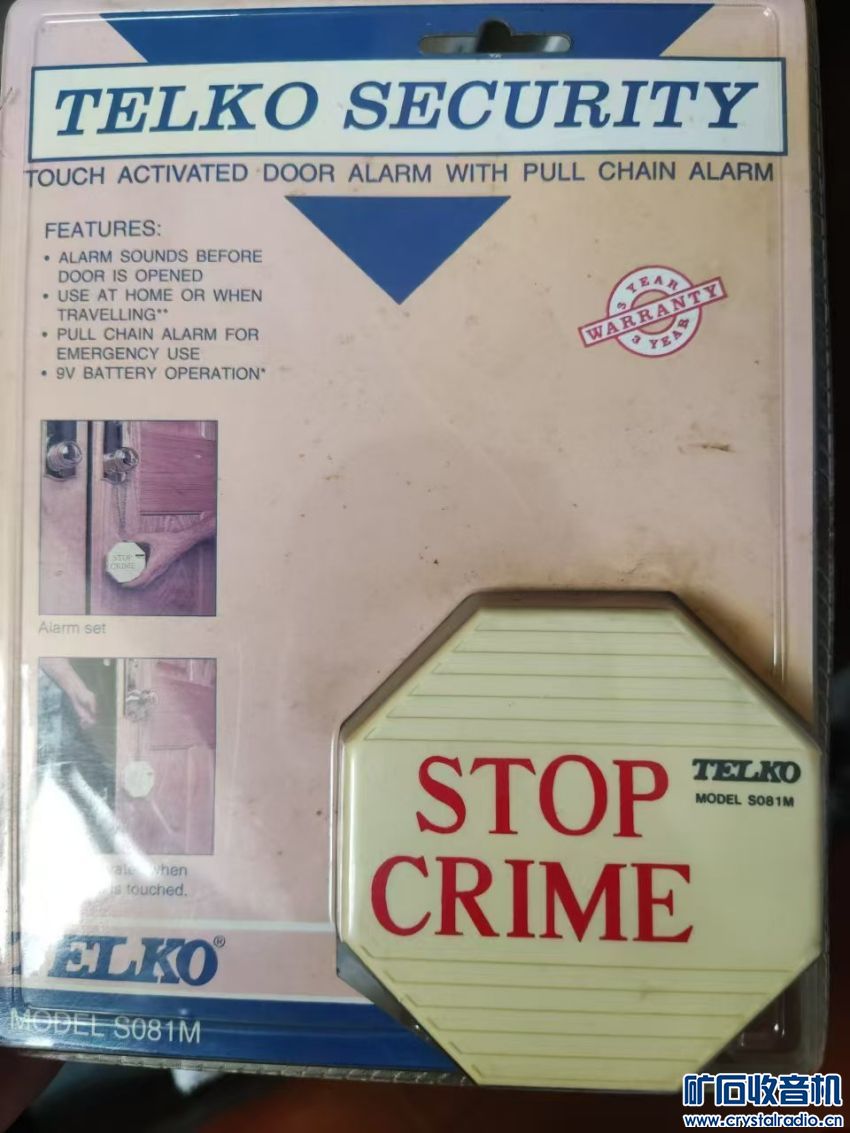 TELKO SECURITY
TOUCH ACTIVATED DOOR ALARM WITH PULL CHAIN ALARM
FEATURES:
• ALARM SOUNDS BEFORE
DOOR IS OPENED
• USE AT HOME OR WHEN
TRAVELLING**
• PULL CHAIN ALARM FOR
EMERGENCY USE
• 9V BATTERY OPERATION*
3 YEAR
WARRANTY
3 YEAR
STOP
CRIME
Alarm set
when
is touched.
STOP
CRIME
TELKO
MODEL S081M
TELKO®
MODEL S081M
矿石收音机
www.crystalradio.cn